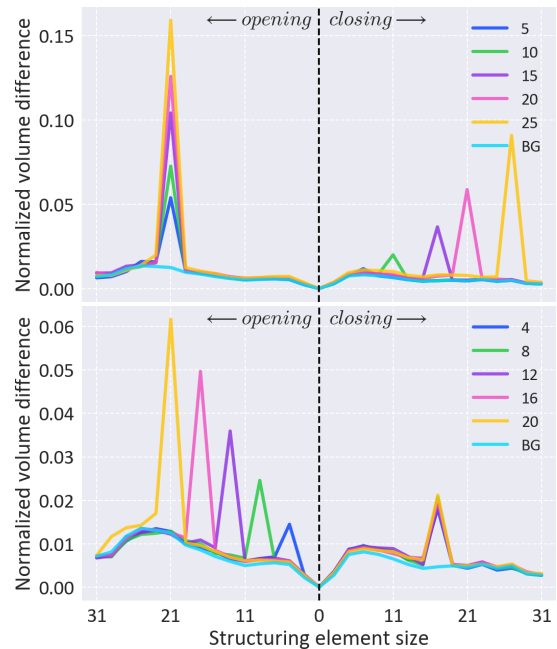 ←opening closing→
Normalized volume difference
0.15
0.10
0.05
0.00
5
10
15
20
25
BG
←opening closing→
Normalized volume difference
0.06
0.05
0.04
0.03
0.02
0.01
0.00
4
8
12
16
20
BG
31 21 11 0 11 21 31
Structuring element size